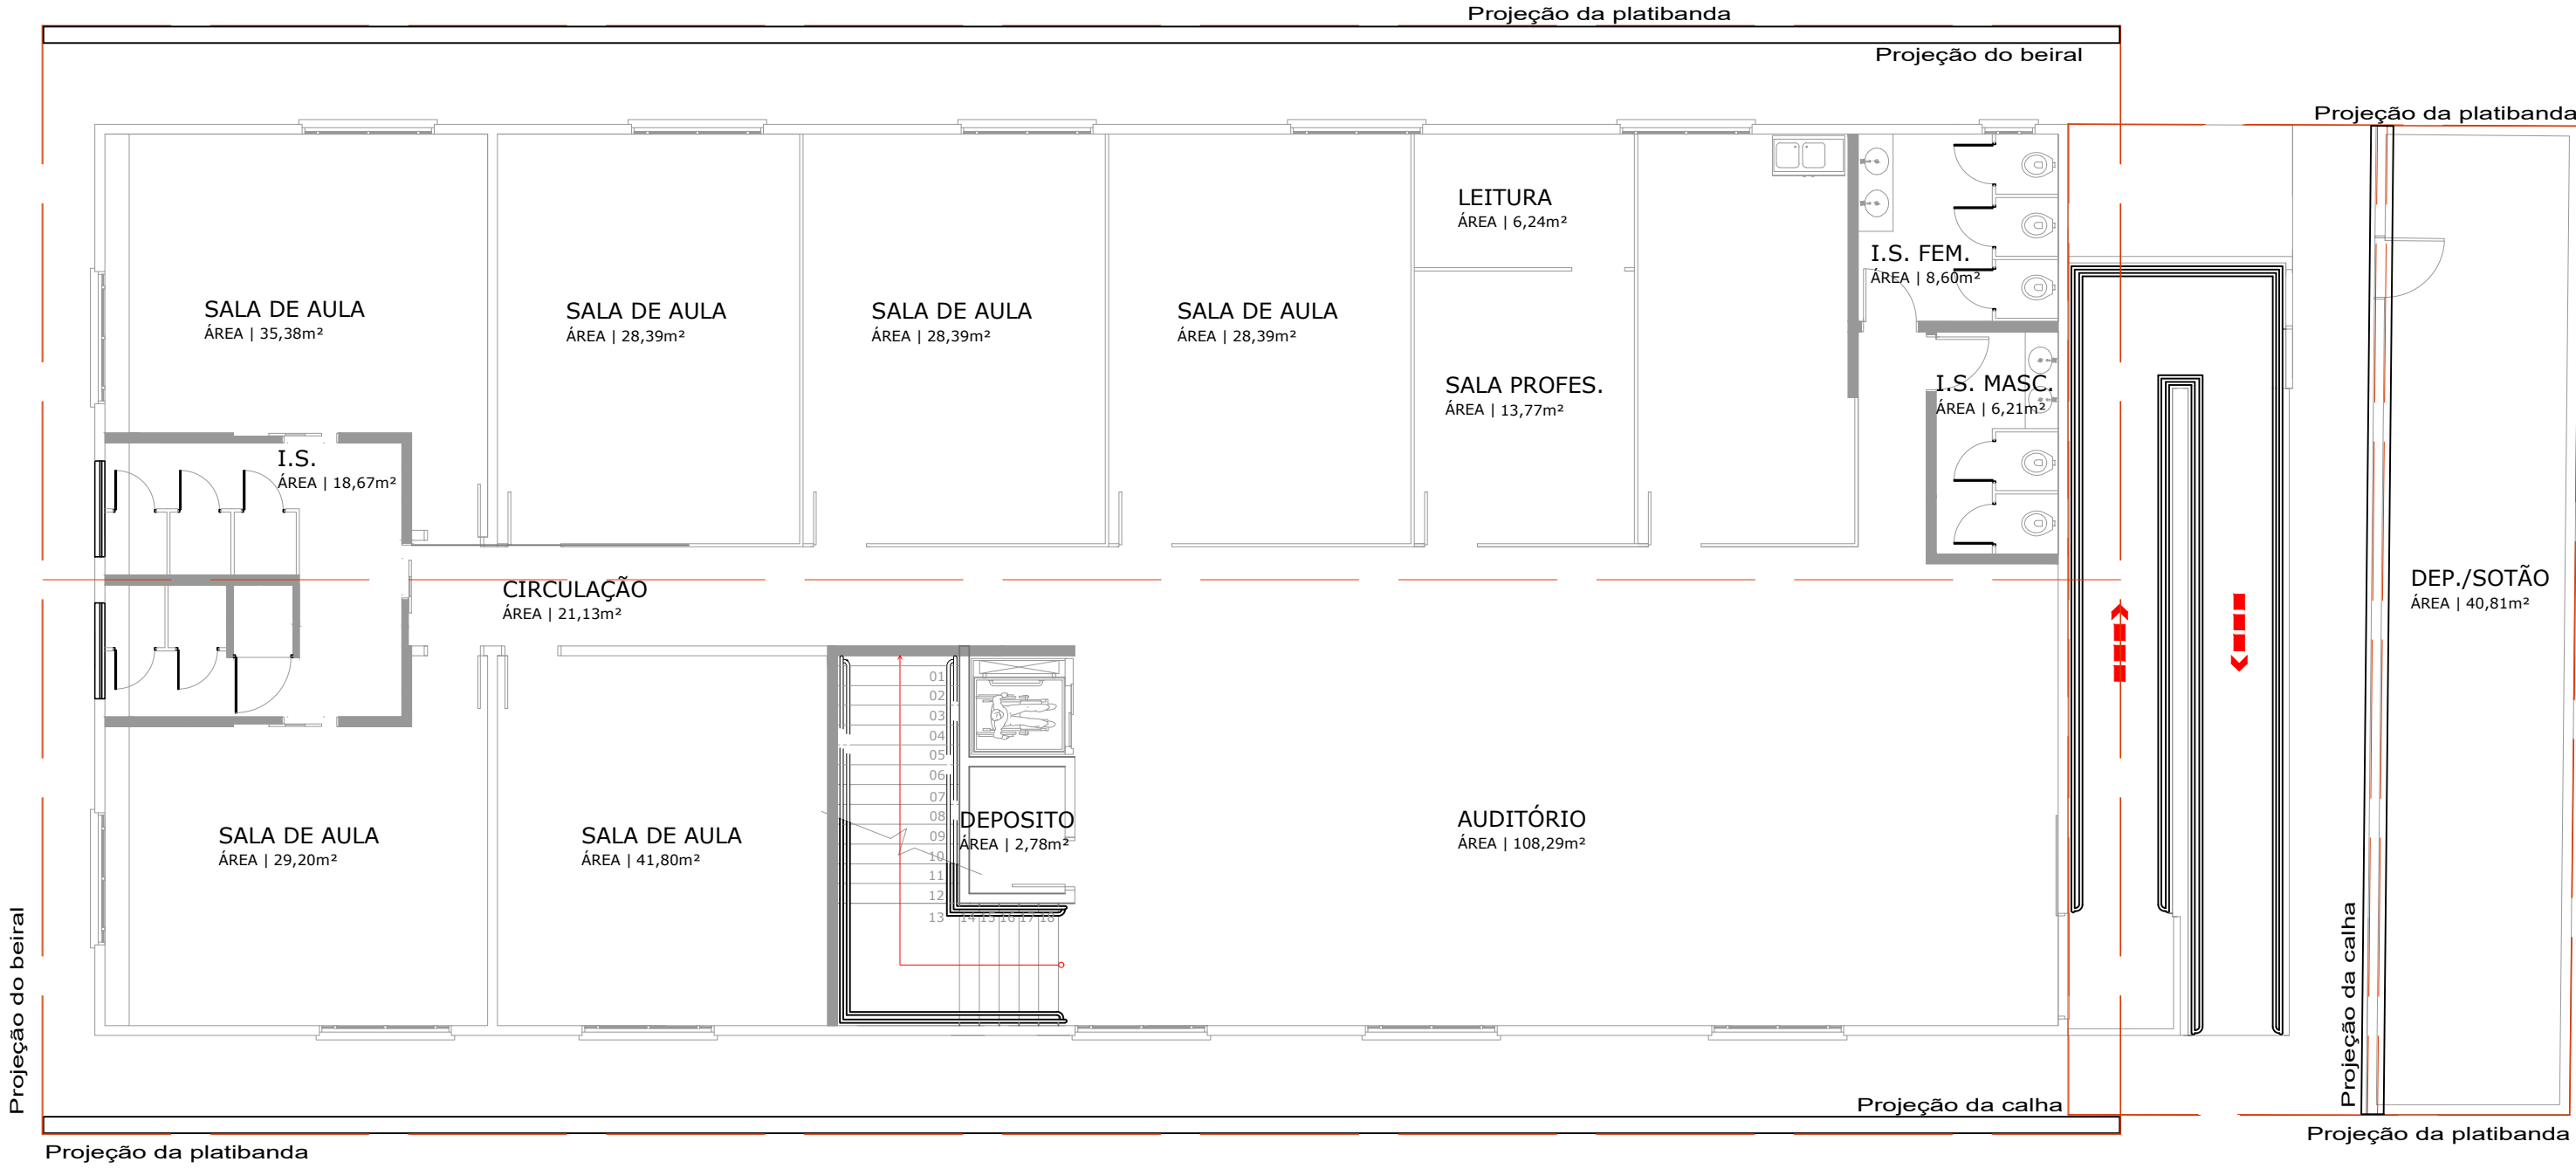 Projeção da platibanda
Projeção do beiral
Projeção da platibanda
LEITURA
ÁREA | 6,24m²
I.S. FEM.
ÁREA | 8,60m²
SALA DE AULA
ÁREA | 35,38m²
SALA DE AULA
ÁREA | 28,39m²
SALA DE AULA
ÁREA | 28,39m²
SALA DE AULA
ÁREA | 28,39m²
SALA PROFES.
ÁREA | 13,77m²
I.S. MASC.
ÁREA | 6,21m²
I.S.
ÁREA | 18,67m²
CIRCULAÇÃO
ÁREA | 21,13m²
DEP./SOTÃO
ÁREA | 40,81m²
01
02
03
04
05
06
07
08
09
10
11
12
13 14 15 16 17 18
DEPOSITO
ÁREA | 2,78m²
AUDITÓRIO
ÁREA | 108,29m²
SALA DE AULA
ÁREA | 29,20m²
SALA DE AULA
ÁREA | 41,80m²
Projeção do beiral
Projeção da calha
Projeção da calha
Projeção da platibanda
Projeção da platibanda